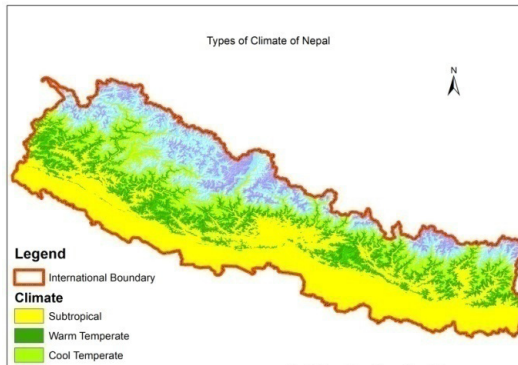 Types of Climate of Nepal
N
Legend
International Boundary
Climate
Subtropical
Warm Temperate
Cool Temperate